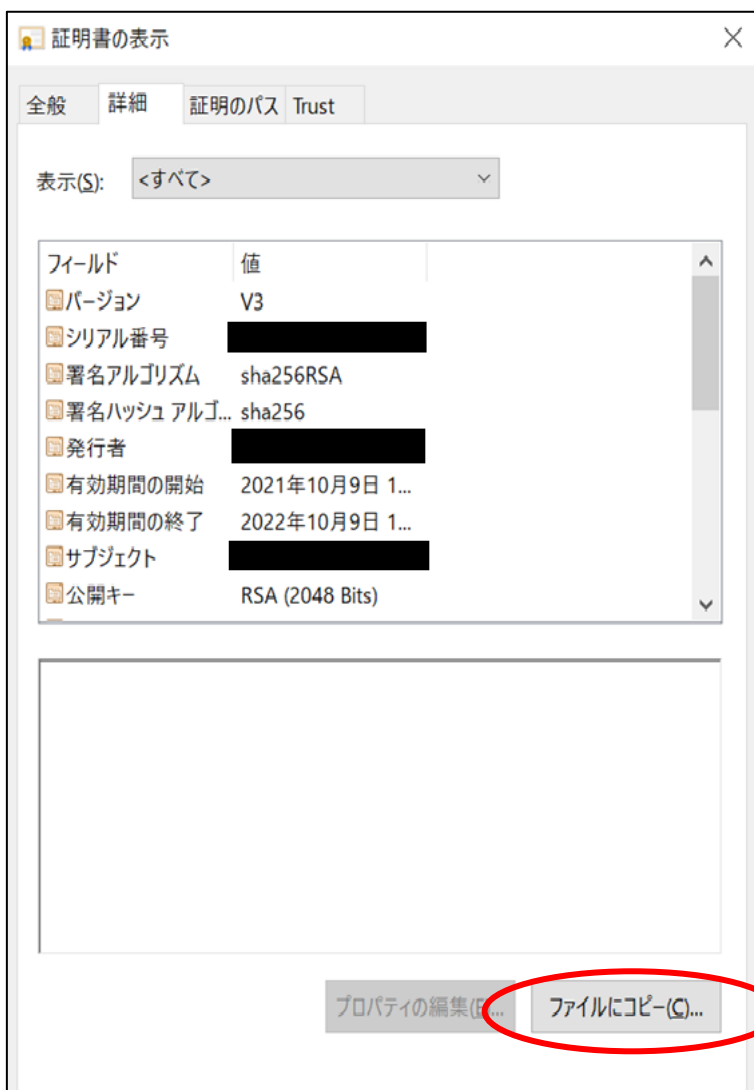 証明書の表示
全般 詳細 証明のパス Trust
表示(S): <すべて>
フィールド 値
バージョン V3
シリアル番号
署名アルゴリズム sha256RSA
署名ハッシュ アルゴ... sha256
発行者
有効期間の開始 2021年10月9日 1...
有効期間の終了 2022年10月9日 1...
サブジェクト
公開キー RSA (2048 Bits)
プロパティの編集(E)... ファイルにコピー(C)...